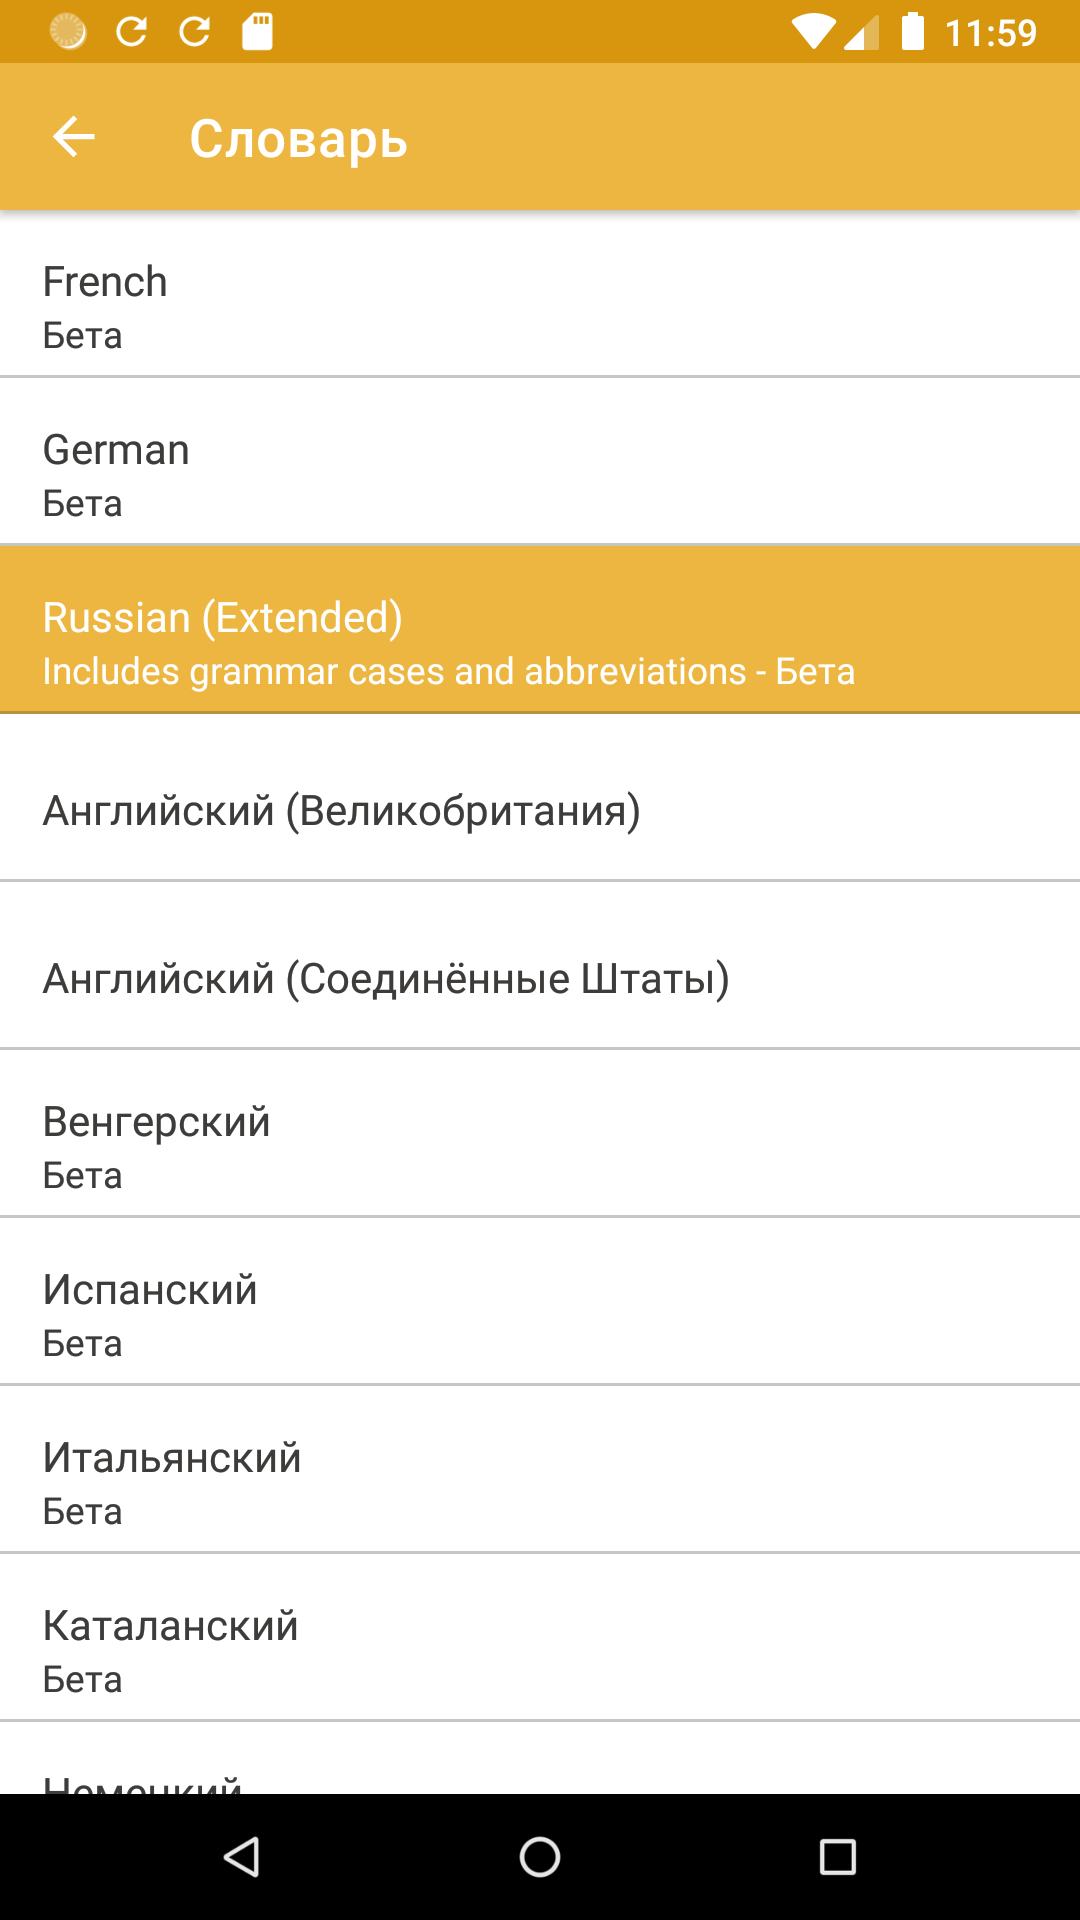 11:59
Словарь
French
Бета
German
Бета
Russian (Extended)
Includes grammar cases and abbreviations - Бета
Английский (Великобритания)
Английский (Соединённые Штаты)
Венгерский
Бета
Испанский
Бета
Итальянский
Бета
Каталанский
Бета
Немецкий